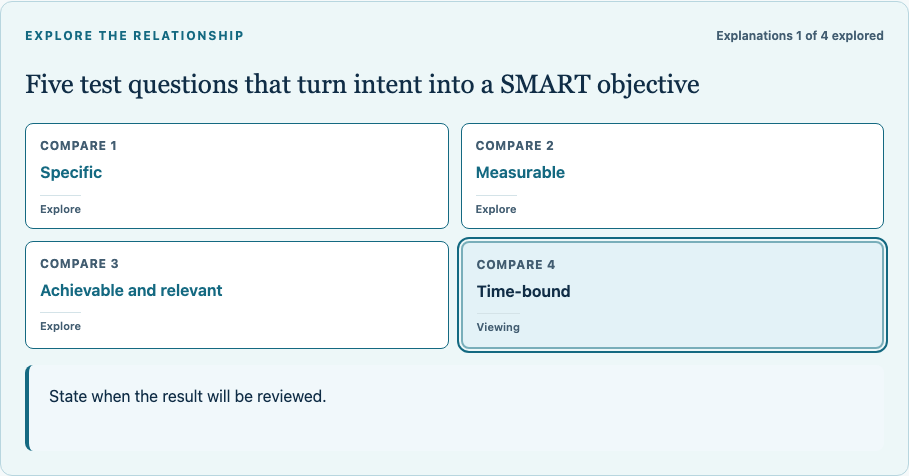 EXPLORE THE RELATIONSHIP
Explanations 1 of 4 explored
Five test questions that turn intent into a SMART objective
COMPARE 1
Specific
Explore
COMPARE 2
Measurable
Explore
COMPARE 3
Achievable and relevant
Explore
COMPARE 4
Time-bound
Viewing
State when the result will be reviewed.